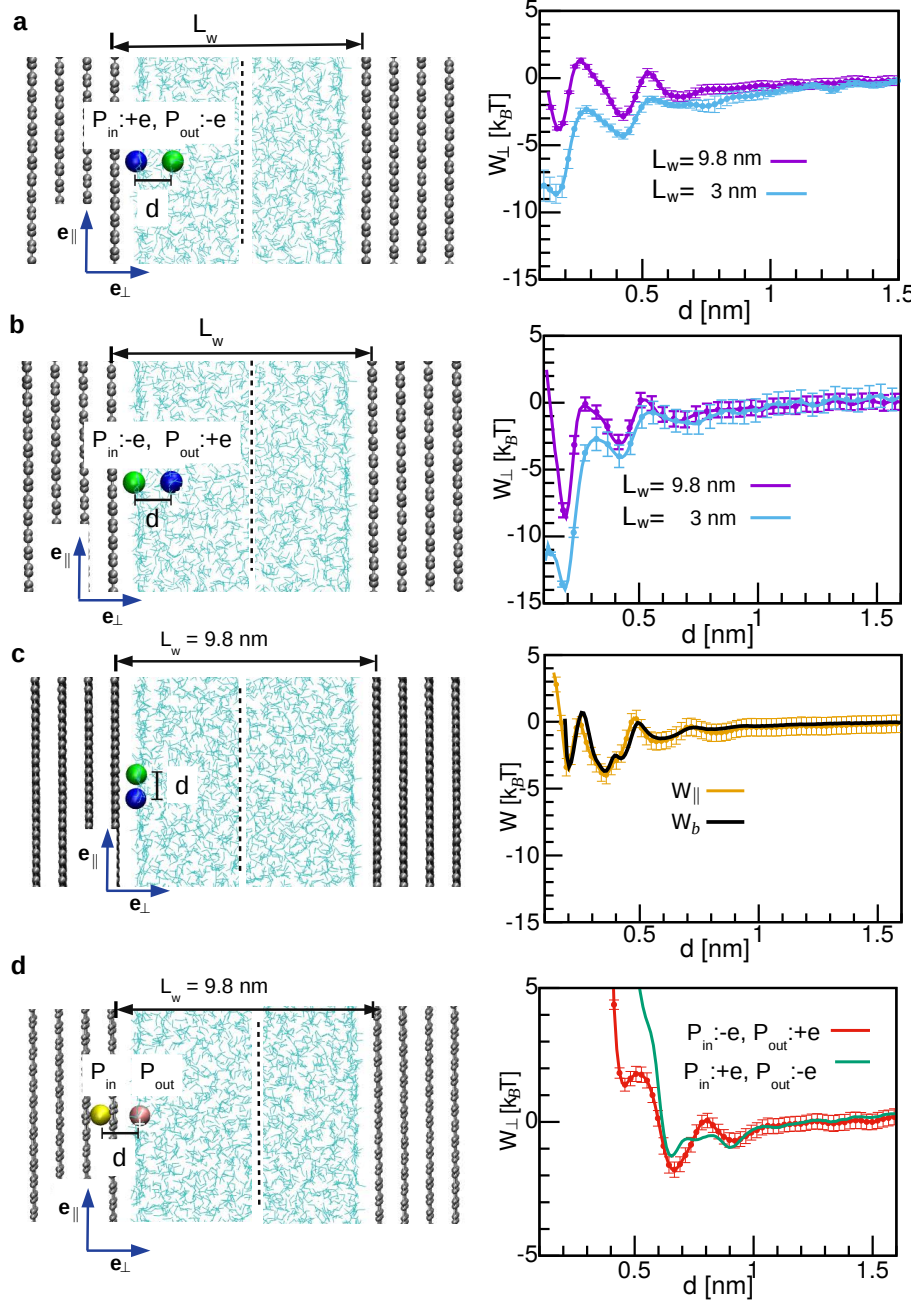 a
L_w
P_in:+e, P_out:-e
d
e_∥
e_⊥
5
0
-5
-10
-15
W_⊥ [k_BT]
L_w= 9.8 nm
L_w= 3 nm
0.5 1 1.5
d [nm]
b
L_w
P_in:-e, P_out:+e
d
e_∥
e_⊥
5
0
-5
-10
-15
W_⊥ [k_BT]
L_w= 9.8 nm
L_w= 3 nm
0.5 1 1.5
d [nm]
c
L_w = 9.8 nm
d
e_∥
e_⊥
5
0
-5
-10
-15
W [k_BT]
W_∥
W_b
0.5 1 1.5
d [nm]
d
L_w = 9.8 nm
P_in P_out
d
e_∥
e_⊥
5
0
-5
W_⊥ [k_BT]
P_in:-e, P_out:+e
P_in:+e, P_out:-e
0.5 1 1.5
d [nm]